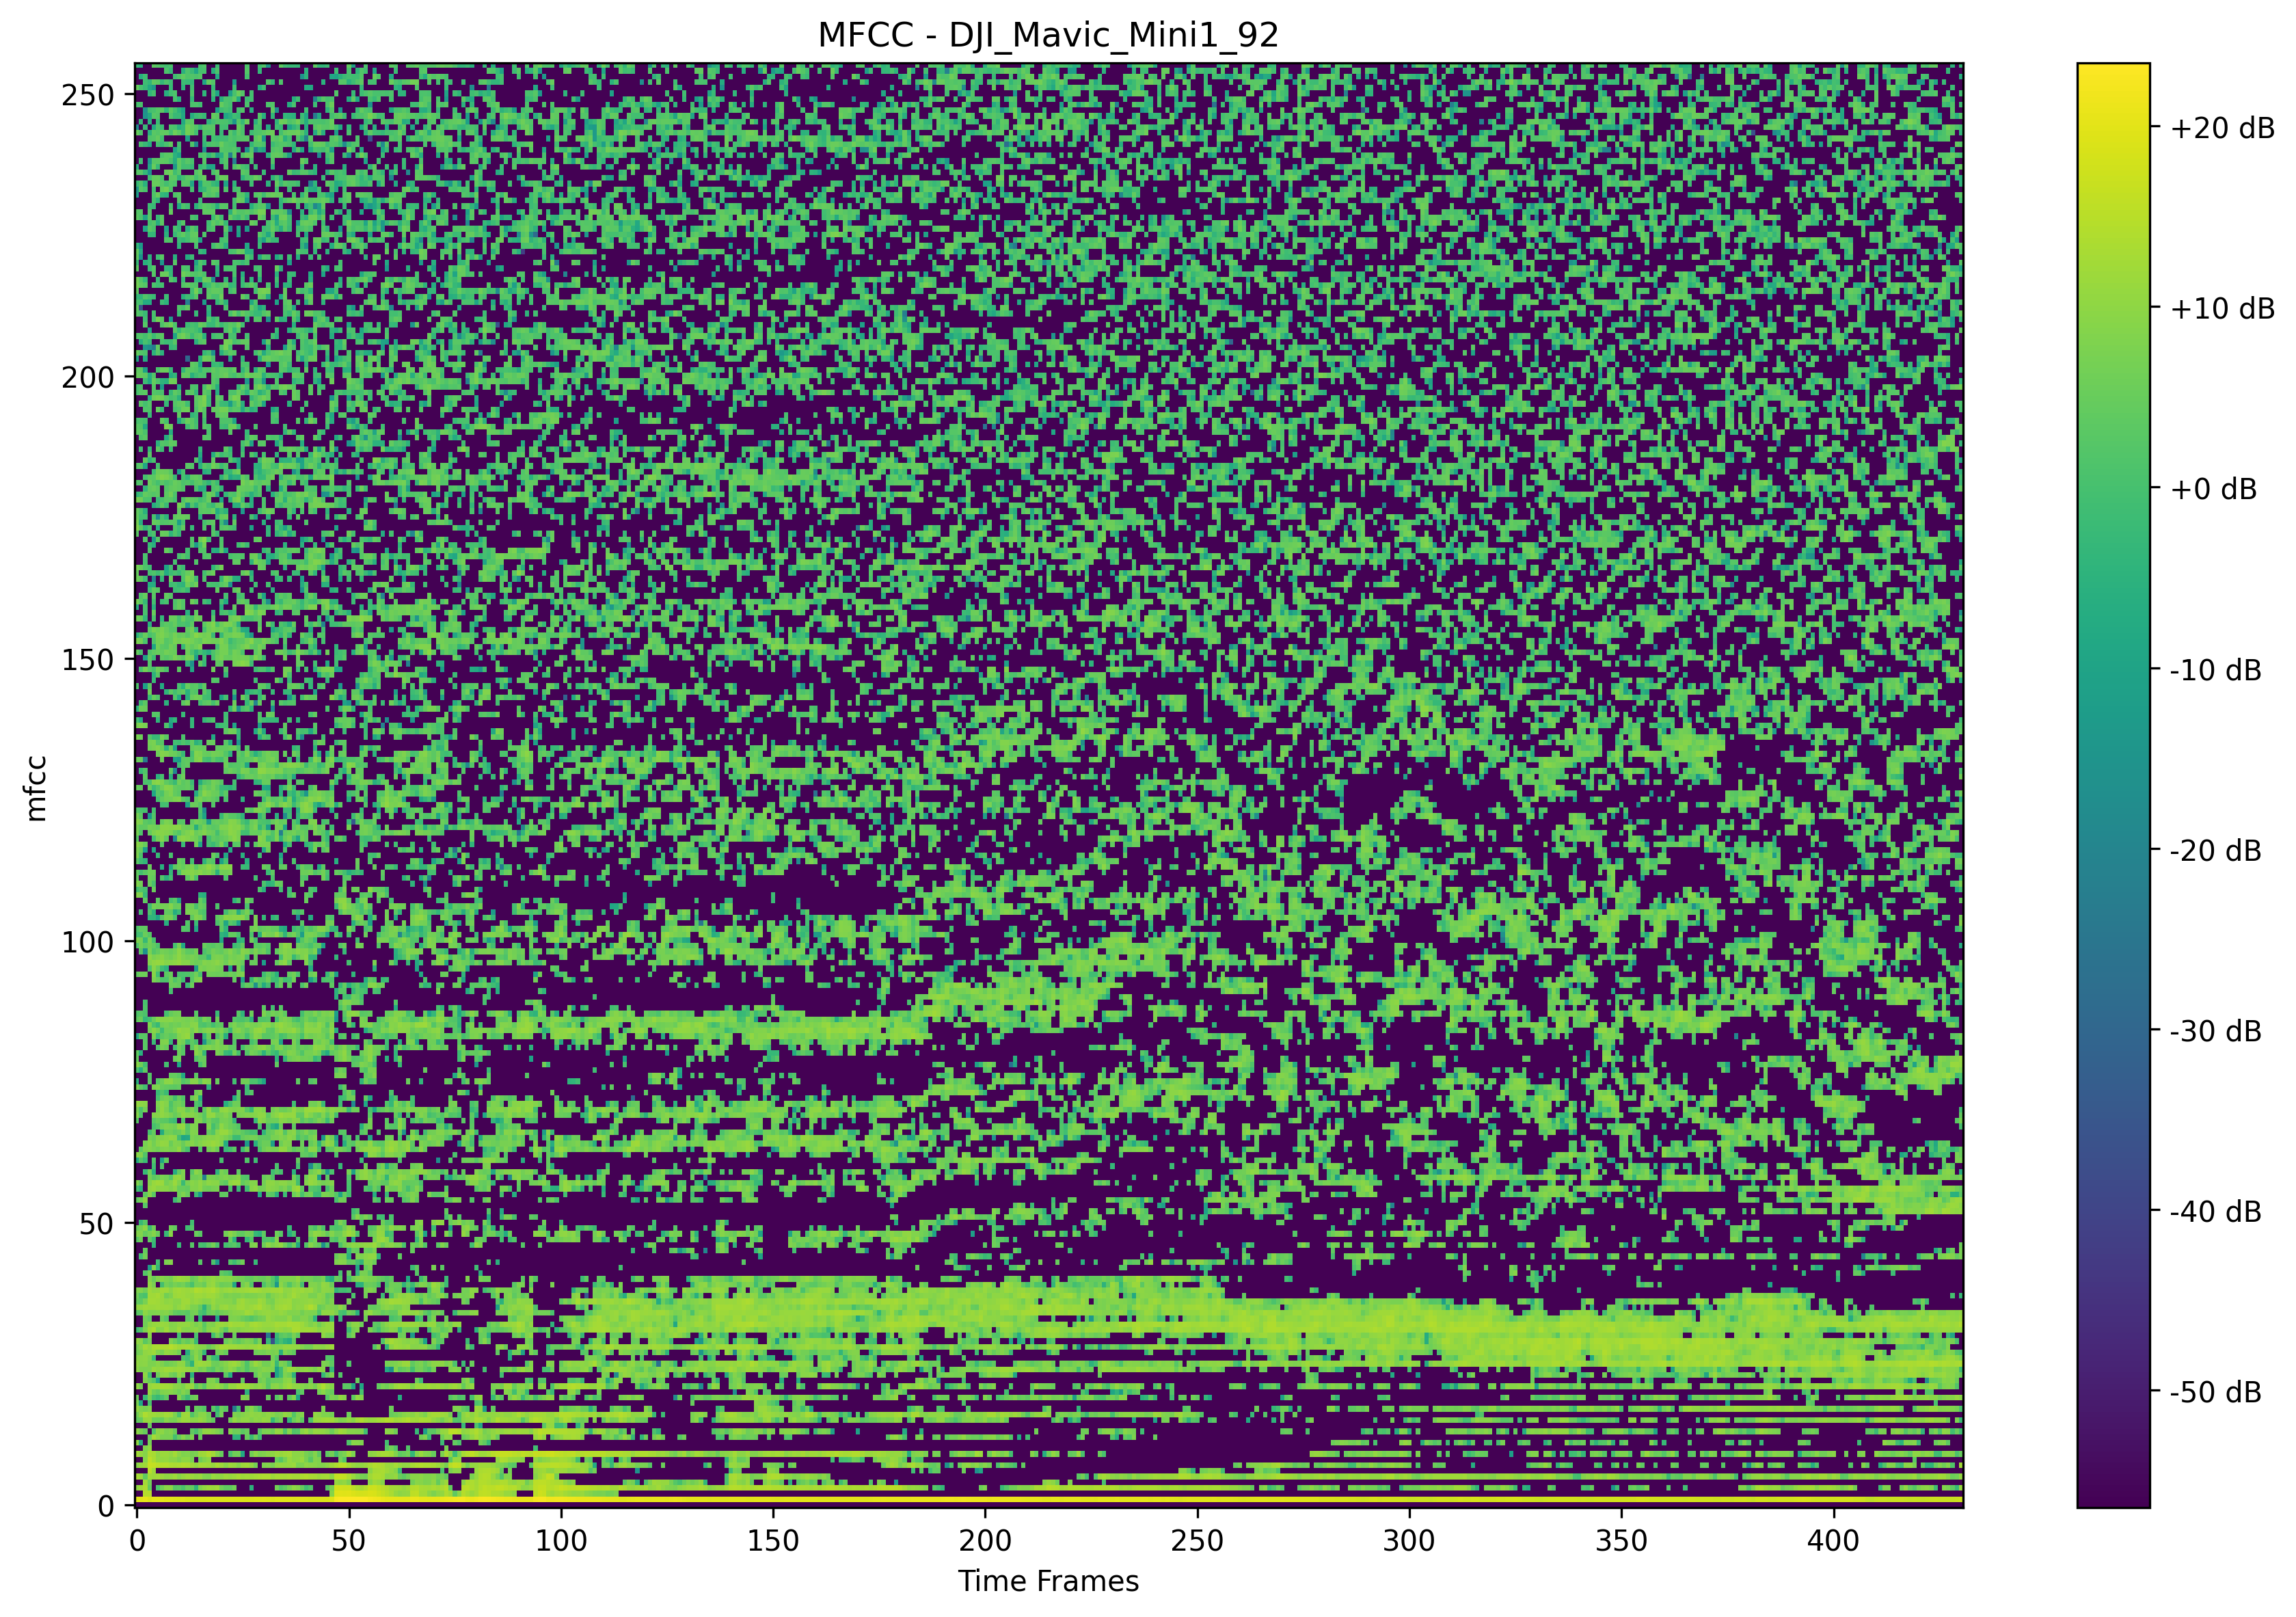 MFCC - DJI_Mavic_Mini1_92
250
200
150
100
50
0
mfcc
0 50 100 150 200 250 300 350 400
Time Frames
+20 dB
+10 dB
+0 dB
-10 dB
-20 dB
-30 dB
-40 dB
-50 dB